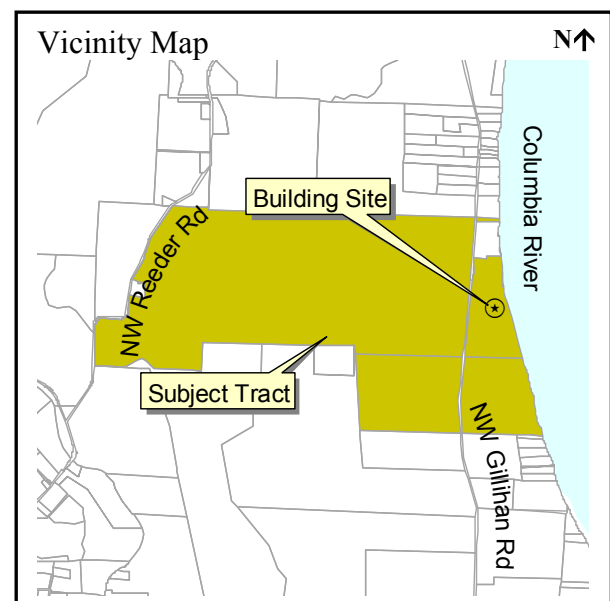 Vicinity Map
N↑
Building Site
Columbia River
NW Reeder Rd
Subject Tract
NW Gillihan Rd